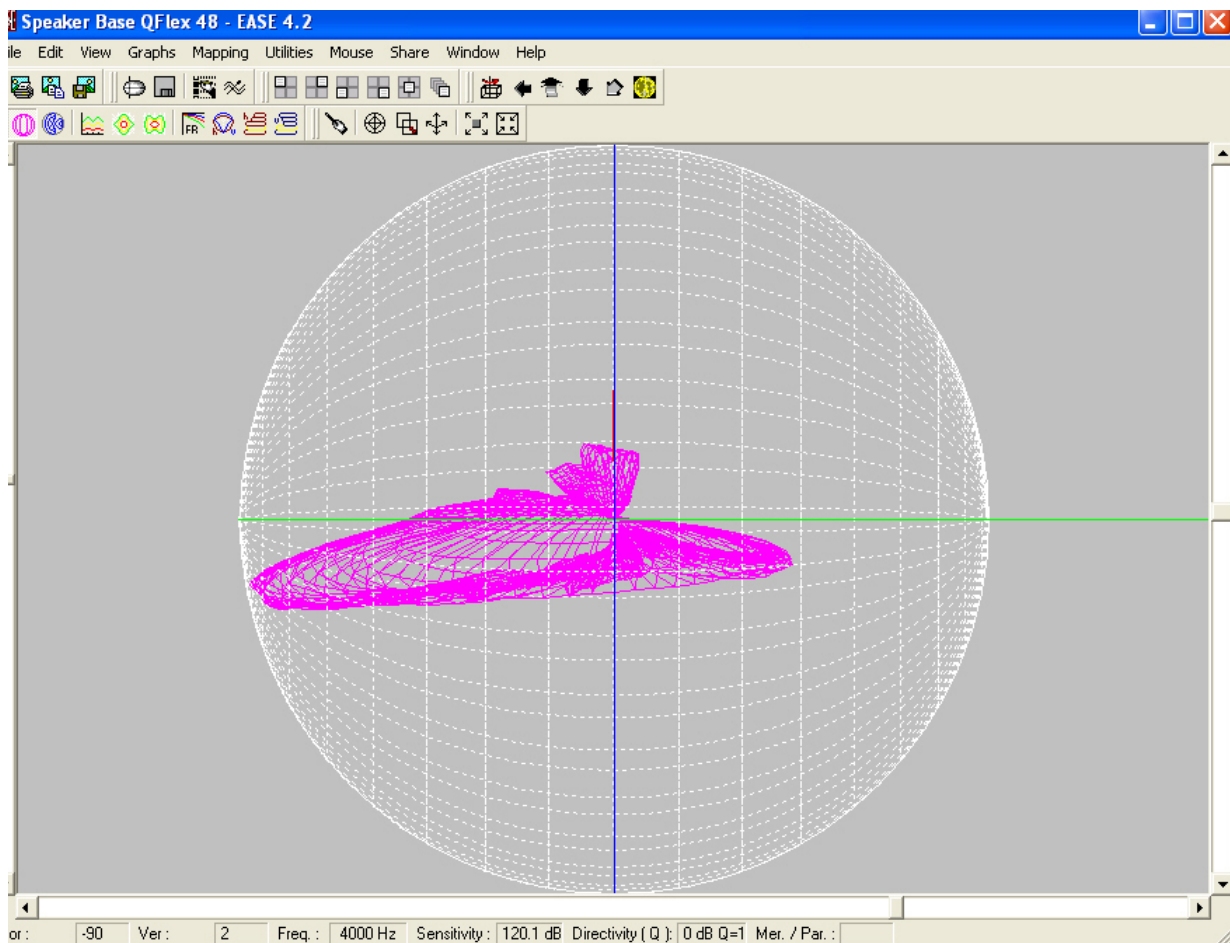 Speaker Base QFlex 48 - EASE 4.2
ile Edit View Graphs Mapping Utilities Mouse Share Window Help
FR
or : -90 Ver : 2 Freq. : 4000 Hz Sensitivity : 120.1 dB Directivity ( Q ): 0 dB Q=1 Mer. / Par. :